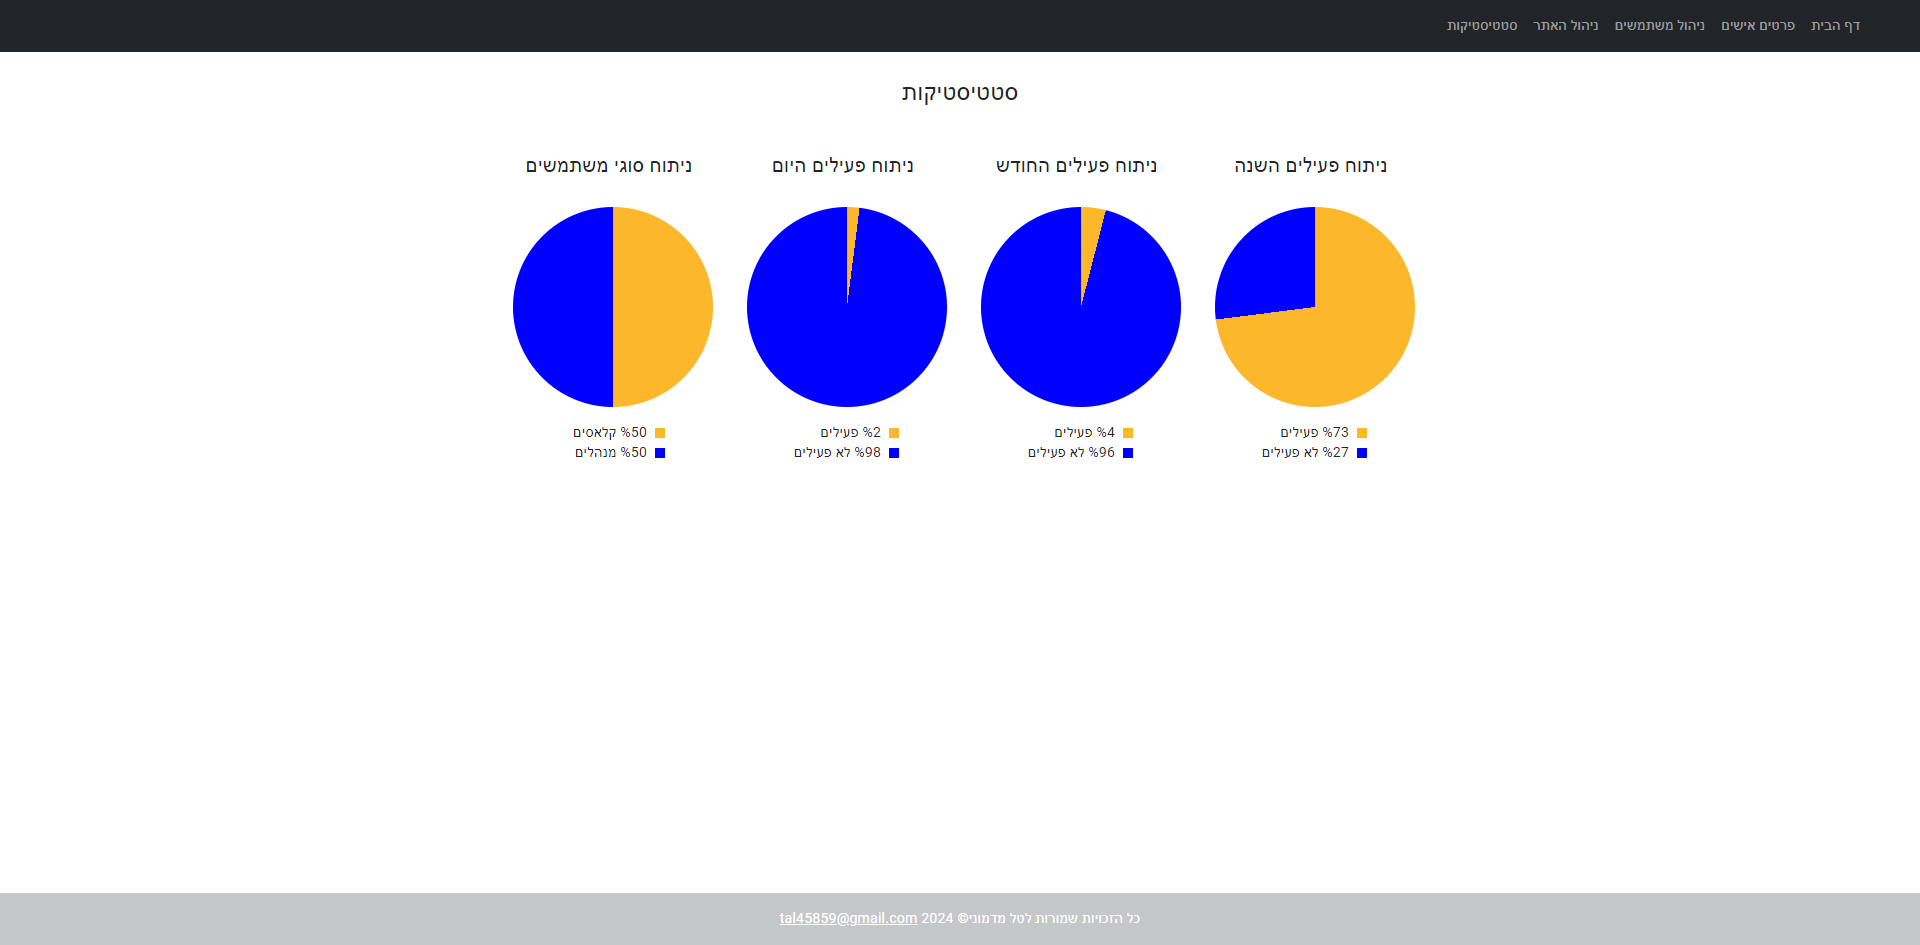 דף הבית פרטים אישים ניהול משתמשים ניהול האתר סטטיסטיקות
סטטיסטיקות
ניתוח פעילים השנה
%73 פעילים
%27 לא פעילים
ניתוח פעילים החודש
%4 פעילים
%96 לא פעילים
ניתוח פעילים היום
%2 פעילים
%98 לא פעילים
ניתוח סוגי משתמשים
%50 קלאסים
%50 מנהלים
כל הזכויות שמורות לטל מדמוני© 2024 tal45859@gmail.com